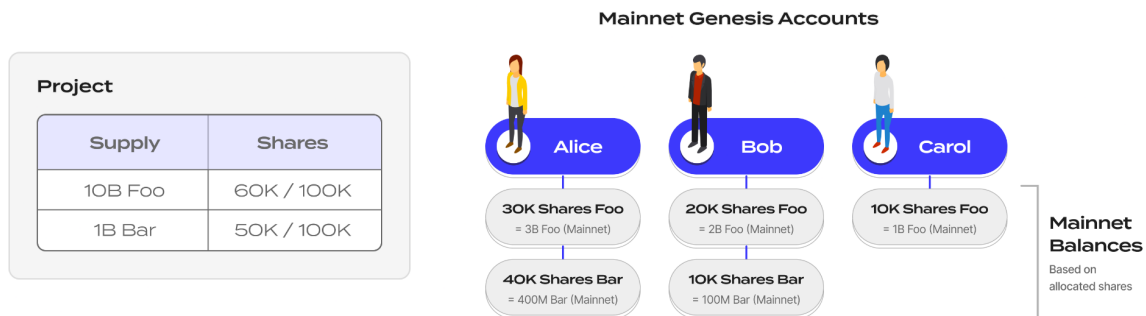 Mainnet Genesis Accounts
Project
Supply Shares
10B Foo 60K / 100K
1B Bar 50K / 100K
Alice
Bob
Carol
30K Shares Foo
= 3B Foo (Mainnet)
20K Shares Foo
= 2B Foo (Mainnet)
10K Shares Foo
= 1B Foo (Mainnet)
40K Shares Bar
= 400M Bar (Mainnet)
10K Shares Bar
= 100M Bar (Mainnet)
Mainnet
Balances
Based on
allocated shares